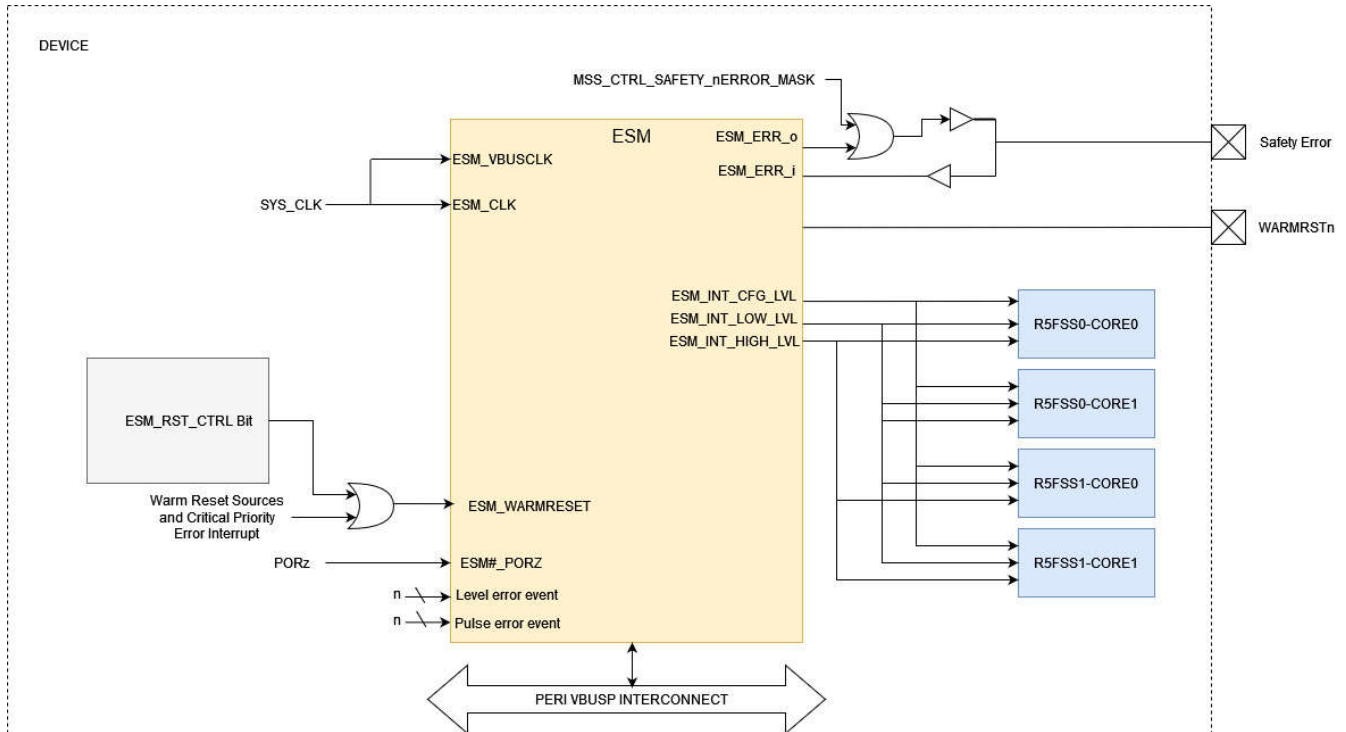 DEVICE
MSS_CTRL_SAFETY_nERROR_MASK
ESM
ESM_ERR_o
ESM_ERR_i
Safety Error
ESM_VBUSCLK
SYS_CLK
ESM_CLK
WARMRSTn
ESM_INT_CFG_LVL
ESM_INT_LOW_LVL
ESM_INT_HIGH_LVL
R5FSS0-CORE0
R5FSS0-CORE1
R5FSS1-CORE0
R5FSS1-CORE1
ESM_RST_CTRL Bit
Warm Reset Sources
and Critical Priority
Error Interrupt
ESM_WARMRESET
PORz
ESM#_PORZ
n
Level error event
n
Pulse error event
PERI VBUSP INTERCONNECT